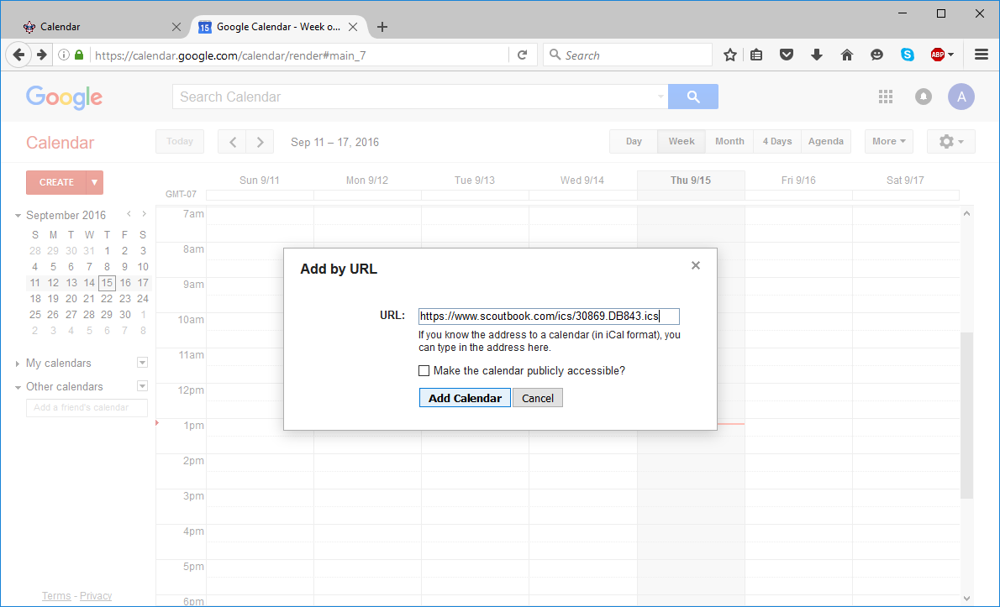 Calendar
Google Calendar - Week o...
https://calendar.google.com/calendar/render#main_7
Search
ABP
Google
Search Calendar
A
Calendar
Today
Sep 11 – 17, 2016
Day Week Month 4 Days Agenda
More
CREATE
Sun 9/11 Mon 9/12 Tue 9/13 Wed 9/14 Thu 9/15 Fri 9/16 Sat 9/17
GMT-07
September 2016
S M T W T F S
28 29 30 31 1 2 3
4 5 6 7 8 9 10
11 12 13 14 15 16 17
18 19 20 21 22 23 24
25 26 27 28 29 30 1
2 3 4 5 6 7 8
My calendars
Other calendars
Add a friend's calendar
Terms - Privacy
7am
8am
9am
10am
11am
12pm
1pm
2pm
3pm
4pm
5pm
6pm
Add by URL
URL: https://www.scoutbook.com/ics/30869.DB843.ics
If you know the address to a calendar (in iCal format), you
can type in the address here.
Make the calendar publicly accessible?
Add Calendar Cancel
15